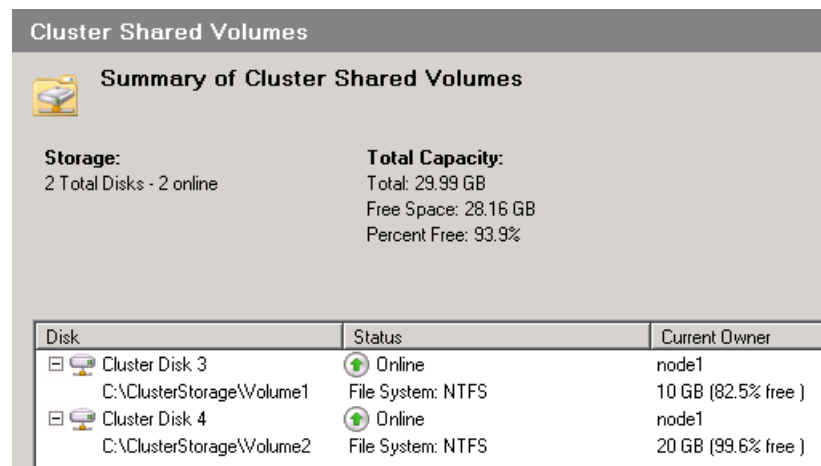 Cluster Shared Volumes
Summary of Cluster Shared Volumes
Storage:
2 Total Disks - 2 online
Total Capacity:
Total: 29.99 GB
Free Space: 28.16 GB
Percent Free: 93.9%
Disk Status Current Owner
Cluster Disk 3 Online node1
C:\ClusterStorage\Volume1 File System: NTFS 10 GB (82.5% free )
Cluster Disk 4 Online node1
C:\ClusterStorage\Volume2 File System: NTFS 20 GB (99.6% free )